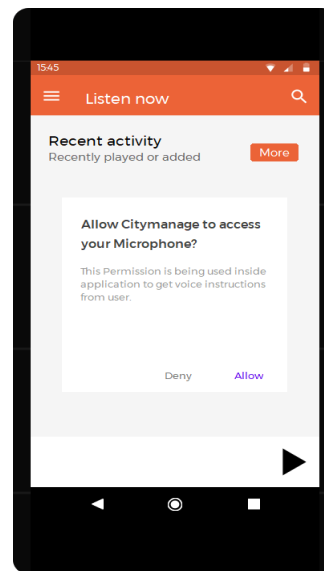 15:45
Listen now
Recent activity
Recently played or added
More
Allow Citymanage to access
your Microphone?
This Permission is being used inside
application to get voice instructions
from user.
Deny
Allow